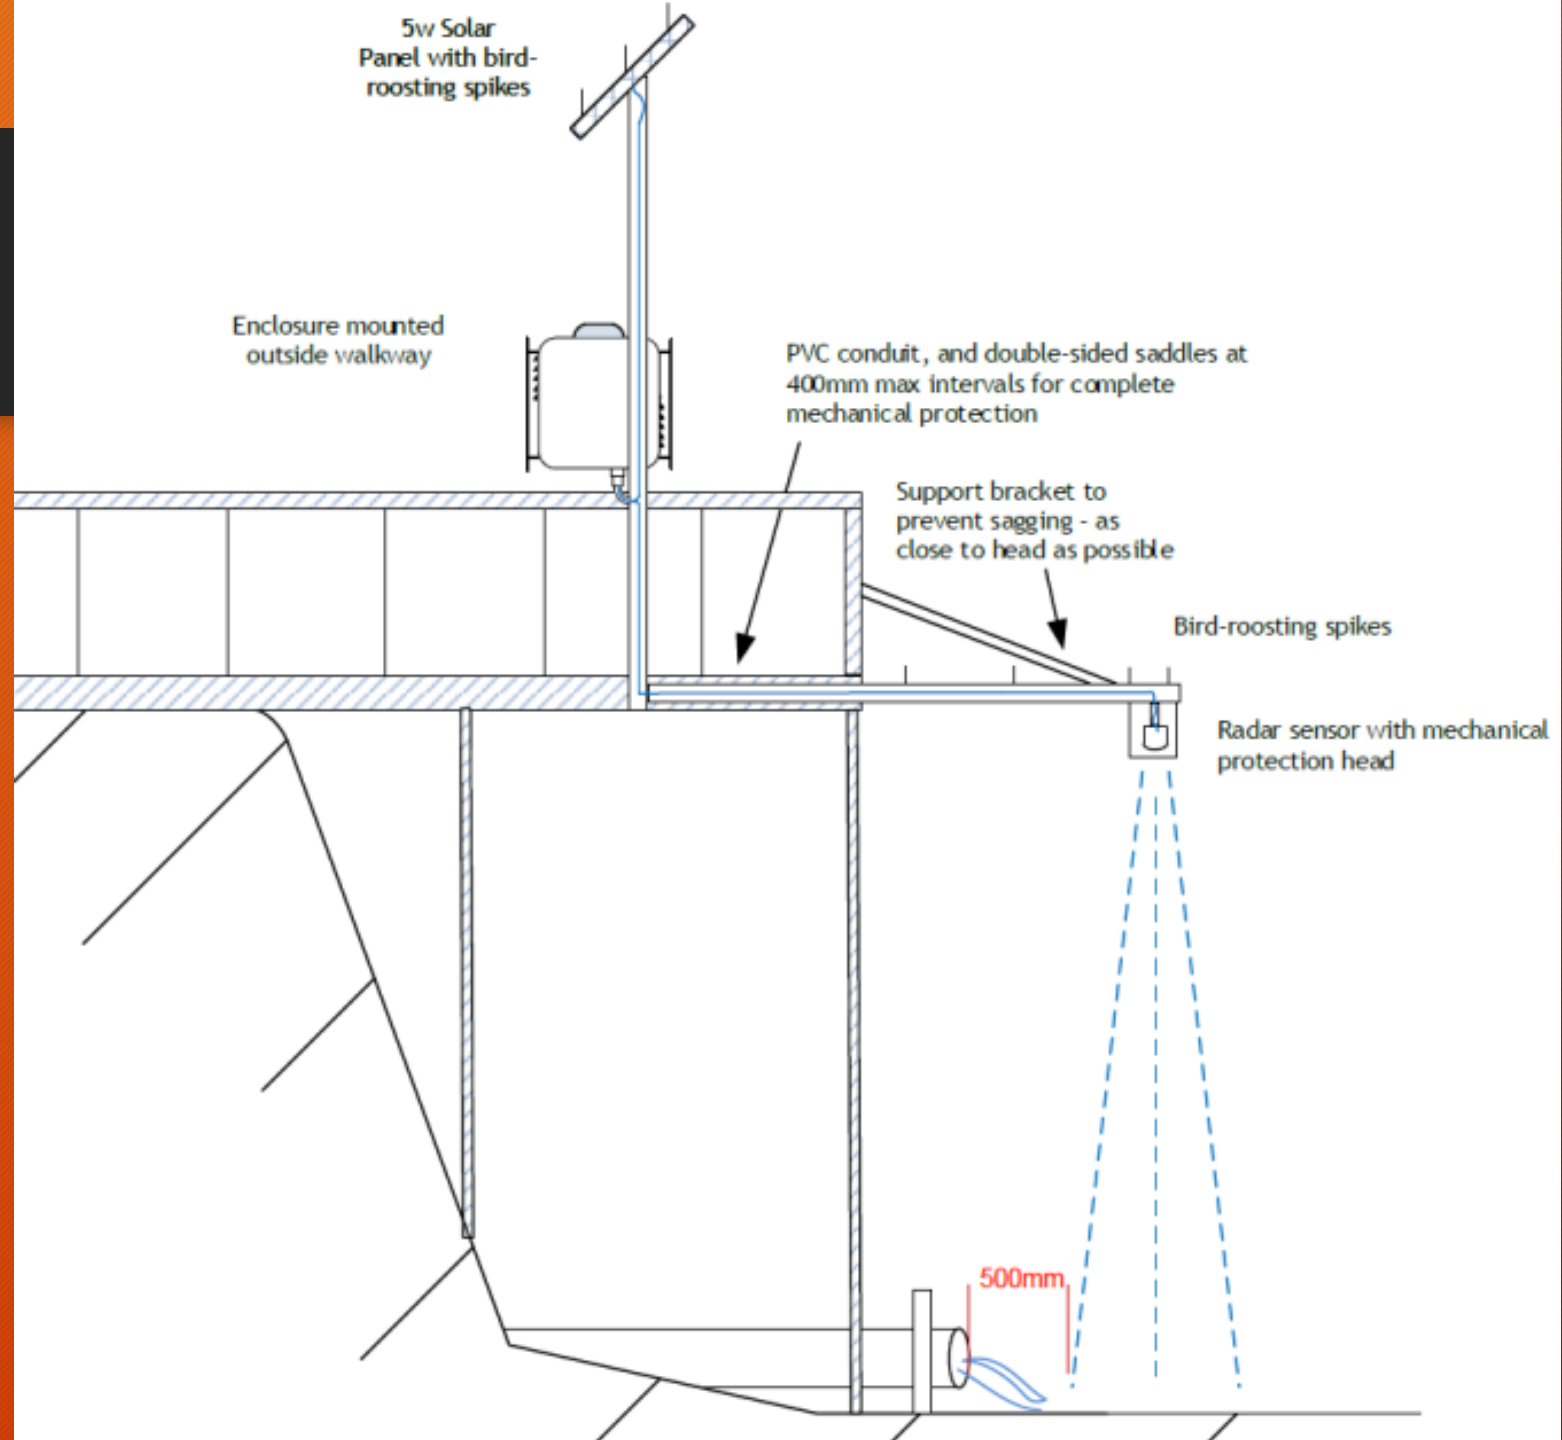 5w Solar
Panel with bird-
roosting spikes
Enclosure mounted
outside walkway
PVC conduit, and double-sided saddles at
400mm max intervals for complete
mechanical protection
Support bracket to
prevent sagging - as
close to head as possible
Bird-roosting spikes
Radar sensor with mechanical
protection head
500mm